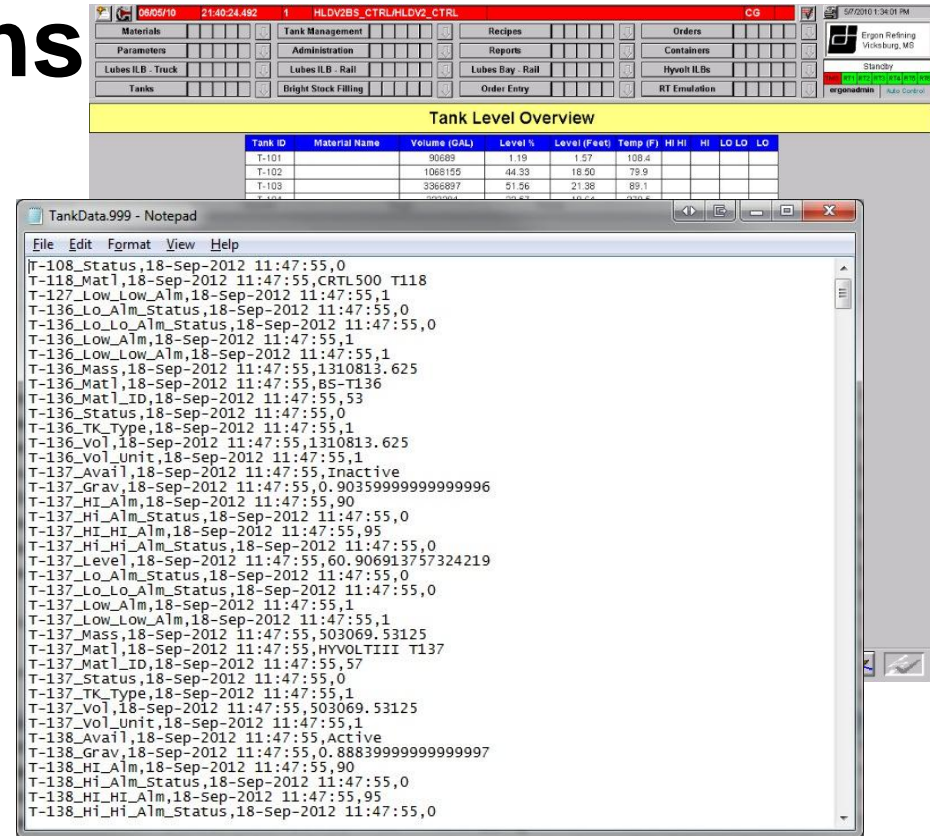 ns
06/05/10 21:40:24.492 1 HLDV2BS_CTRL/HLDV2_CTRL CG 5/7/2010 1:34:01 PM
Materials Tank Management Recipes Orders
Parameters Administration Reports Containers
Lubes ILB - Truck Lubes ILB - Rail Lubes Bay - Rail Hyvolt ILBs
Tanks Bright Stock Filling Order Entry RT Emulation
Ergon Refining
Vicksburg, MS
Standby
RT1 RT2 RT3 RT4 RT5
ergonadmin Auto Control
Tank Level Overview
Tank ID Material Name Volume (GAL) Level % Level (Feet) Temp (F) HI HI HI LO LO LO
T-101 90689 1.19 1.57 108.4
T-102 1068155 44.33 18.50 79.9
T-103 3366897 51.56 21.38 89.1
TankData.999 - Notepad
File Edit Format View Help
T-108_Status,18-Sep-2012 11:47:55,0
T-118_Matl,18-Sep-2012 11:47:55,CRTL500 T118
T-127_Low_Low_Alm,18-Sep-2012 11:47:55,1
T-136_Lo_Alm_Status,18-Sep-2012 11:47:55,0
T-136_Lo_Lo_Alm_Status,18-Sep-2012 11:47:55,0
T-136_Low_Alm,18-Sep-2012 11:47:55,1
T-136_Low_Low_Alm,18-Sep-2012 11:47:55,1
T-136_Mass,18-Sep-2012 11:47:55,1310813.625
T-136_Matl,18-Sep-2012 11:47:55,BS-T136
T-136_Matl_ID,18-Sep-2012 11:47:55,53
T-136_Status,18-Sep-2012 11:47:55,0
T-136_TK_Type,18-Sep-2012 11:47:55,1
T-136_Vol,18-Sep-2012 11:47:55,1310813.625
T-136_Vol_Unit,18-Sep-2012 11:47:55,1
T-137_Avail,18-Sep-2012 11:47:55,Inactive
T-137_Grav,18-Sep-2012 11:47:55,0.90359999999999996
T-137_HI_Alm,18-Sep-2012 11:47:55,90
T-137_Hi_Alm_Status,18-Sep-2012 11:47:55,0
T-137_HI_HI_Alm,18-Sep-2012 11:47:55,95
T-137_Hi_Hi_Alm_Status,18-Sep-2012 11:47:55,0
T-137_Level,18-Sep-2012 11:47:55,60.906913757324219
T-137_Lo_Alm_Status,18-Sep-2012 11:47:55,0
T-137_Lo_Lo_Alm_Status,18-Sep-2012 11:47:55,0
T-137_Low_Alm,18-Sep-2012 11:47:55,1
T-137_Low_Low_Alm,18-Sep-2012 11:47:55,1
T-137_Mass,18-Sep-2012 11:47:55,503069.53125
T-137_Matl,18-Sep-2012 11:47:55,HYVOLTIII T137
T-137_Matl_ID,18-Sep-2012 11:47:55,57
T-137_Status,18-Sep-2012 11:47:55,0
T-137_TK_Type,18-Sep-2012 11:47:55,1
T-137_Vol,18-Sep-2012 11:47:55,503069.53125
T-137_Vol_Unit,18-Sep-2012 11:47:55,1
T-138_Avail,18-Sep-2012 11:47:55,Active
T-138_Grav,18-Sep-2012 11:47:55,0.88839999999999997
T-138_HI_Alm,18-Sep-2012 11:47:55,90
T-138_Hi_Alm_Status,18-Sep-2012 11:47:55,0
T-138_HI_HI_Alm,18-Sep-2012 11:47:55,95
T-138_Hi_Hi_Alm_Status,18-Sep-2012 11:47:55,0